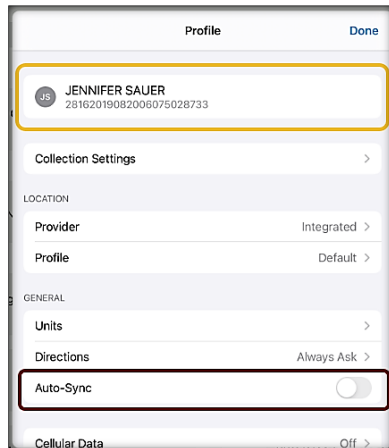 Profile
Done
JS
JENNIFER SAUER
28162019082006075028733
Collection Settings
LOCATION
Provider
Integrated
Profile
Default
GENERAL
Units
Directions
Always Ask
Auto-Sync
Cellular Data
Off